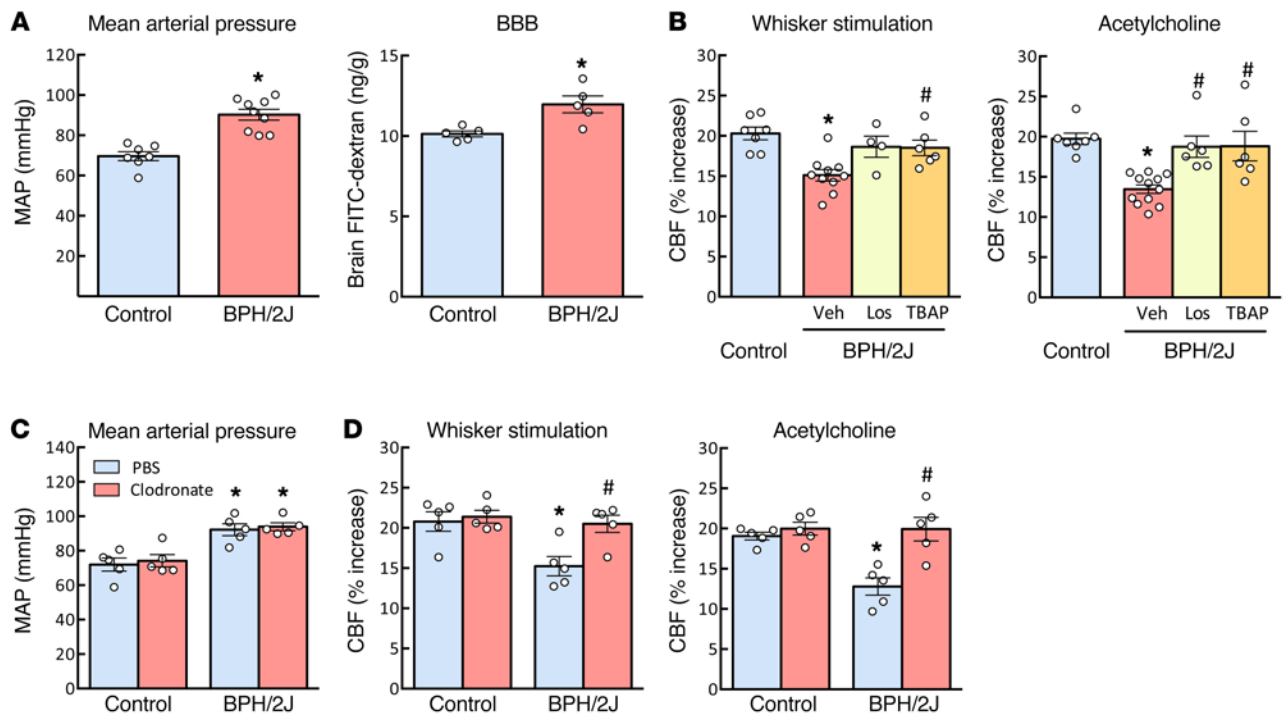 A
Mean arterial pressure
MAP (mmHg)
120
100
80
60
40
20
*
Control
BPH/2J
BBB
Brain FITC-dextran (ng/g)
15
10
5
0
*
Control
BPH/2J
B
Whisker stimulation
CBF (% increase)
30
25
20
15
10
5
0
*
#
Veh Los TBAP
Control
BPH/2J
Acetylcholine
CBF (% increase)
30
25
20
15
10
5
0
*
#
#
Veh Los TBAP
Control
BPH/2J
C
Mean arterial pressure
MAP (mmHg)
140
120
100
80
60
40
20
0
PBS
Clodronate
* *
Control
BPH/2J
D
Whisker stimulation
CBF (% increase)
30
25
20
15
10
5
0
*
#
Control
BPH/2J
Acetylcholine
CBF (% increase)
30
25
20
15
10
5
0
*
#
Control
BPH/2J